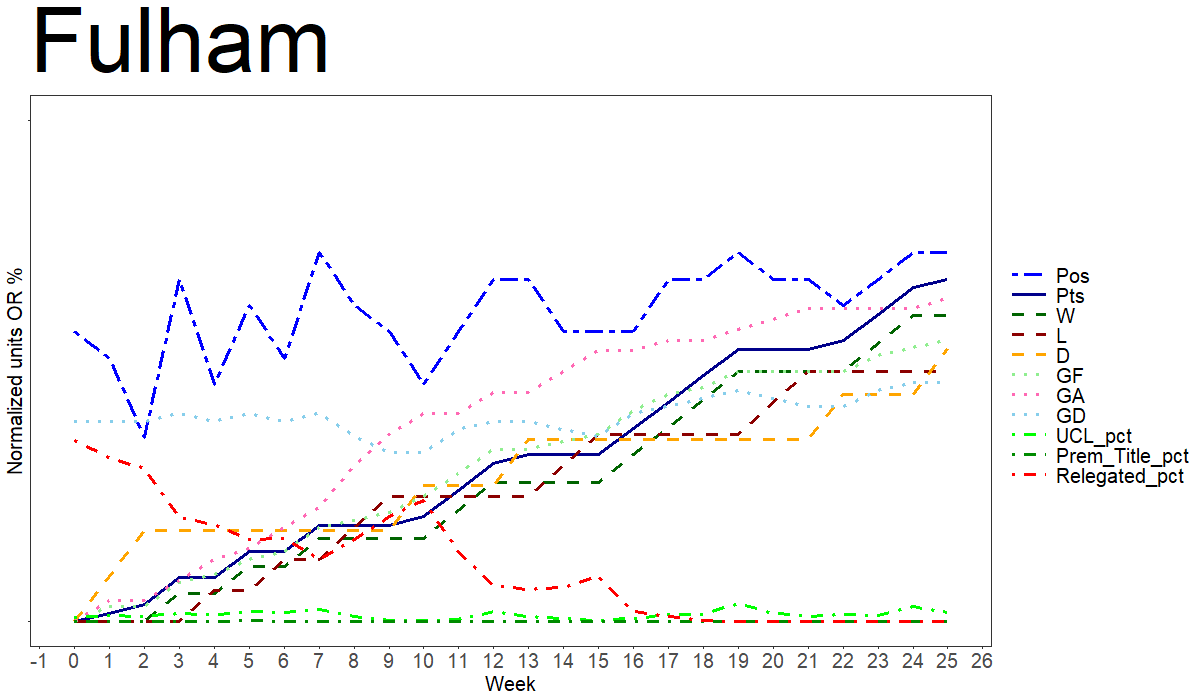 Fulham
Normalized units OR %
Pos
Pts
W
L
D
GF
GA
GD
UCL_pct
Prem_Title_pct
Relegated_pct
-1 0 1 2 3 4 5 6 7 8 9 10 11 12 13 14 15 16 17 18 19 20 21 22 23 24 25 26
Week